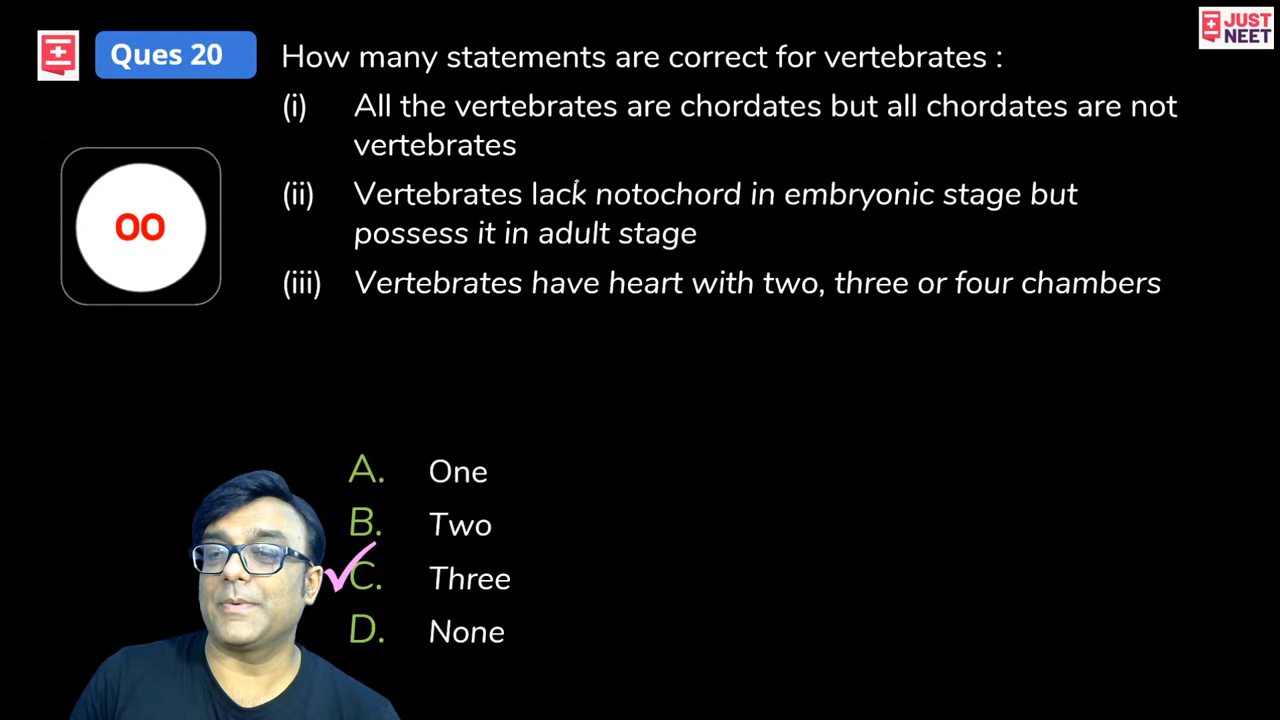 JUST
NEET
Ques 20
How many statements are correct for vertebrates :
(i) All the vertebrates are chordates but all chordates are not
vertebrates
(ii) Vertebrates lack notochord in embryonic stage but
possess it in adult stage
(iii) Vertebrates have heart with two, three or four chambers
00
A. One
B. Two
C. Three
D. None